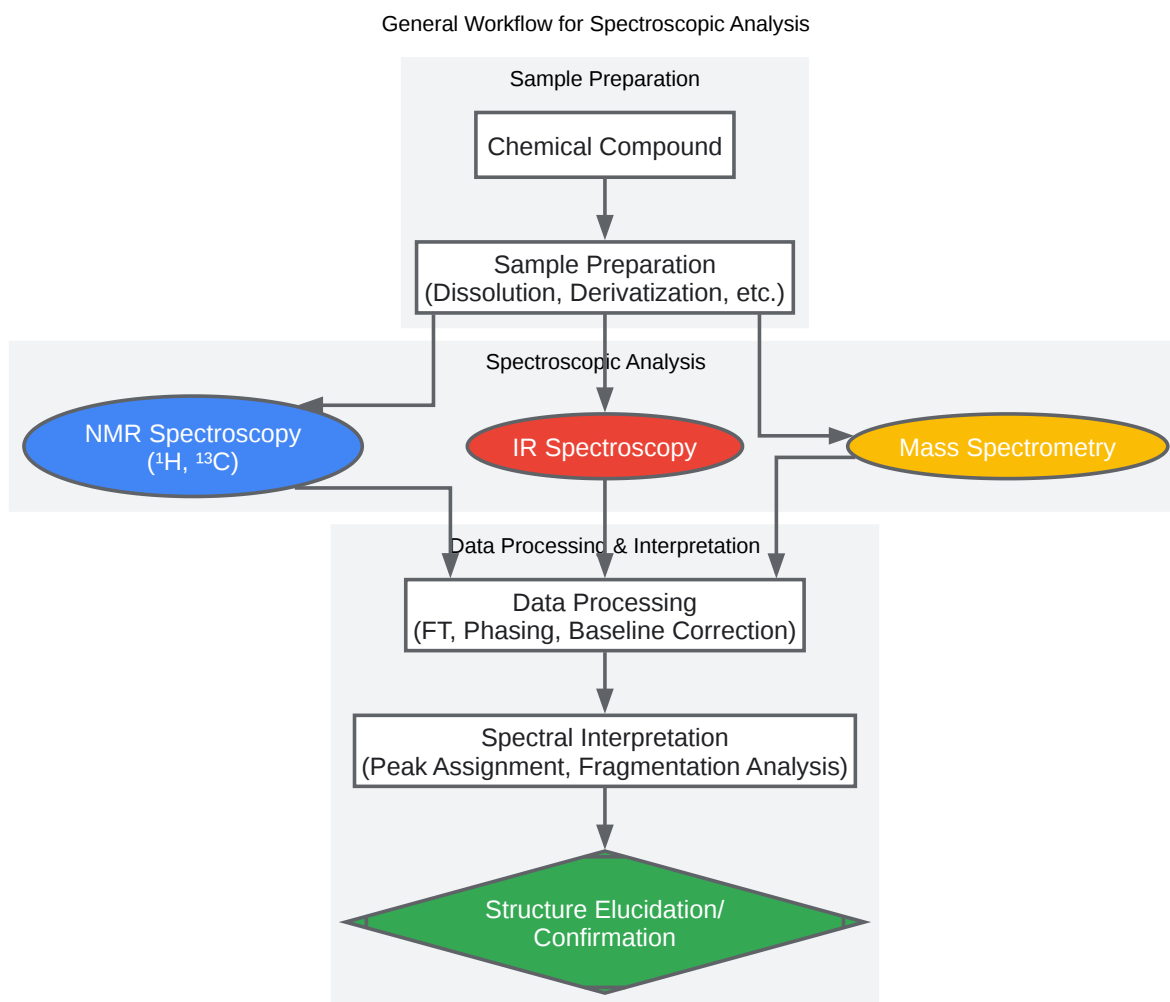 General Workflow for Spectroscopic Analysis
Sample Preparation
Chemical Compound
Sample Preparation
(Dissolution, Derivatization, etc.)
Spectroscopic Analysis
NMR Spectroscopy
(¹H, ¹³C)
IR Spectroscopy
Mass Spectrometry
Data Processing & Interpretation
Data Processing
(FT, Phasing, Baseline Correction)
Spectral Interpretation
(Peak Assignment, Fragmentation Analysis)
Structure Elucidation/
Confirmation